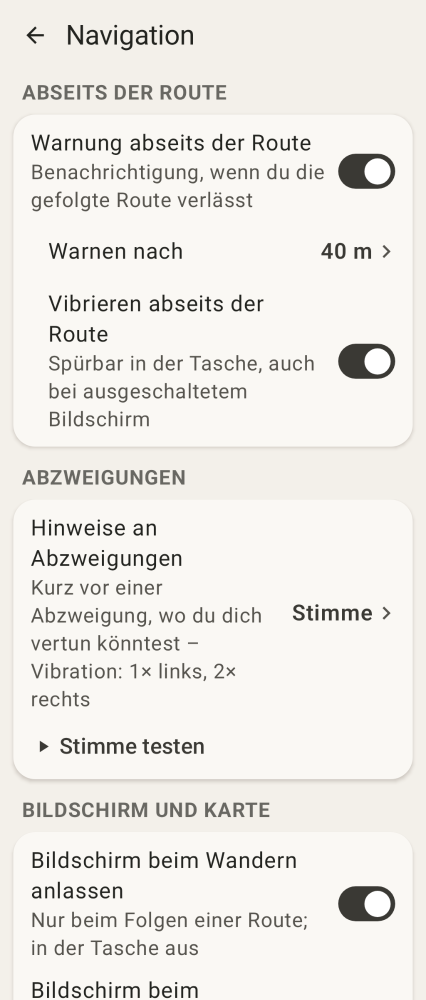 Navigation
ABSEITS DER ROUTE
Warnung abseits der Route
Benachrichtigung, wenn du die
gefolgte Route verlässt
Warnen nach
40 m
Vibrieren abseits der
Route
Spürbar in der Tasche, auch
bei ausgeschaltetem
Bildschirm
ABZWEIGUNGEN
Hinweise an
Abzweigungen
Kurz vor einer
Abzweigung, wo du dich
vertun könntest –
Vibration: 1× links, 2×
rechts
Stimme
Stimme testen
BILDSCHIRM UND KARTE
Bildschirm beim Wandern
anlassen
Nur beim Folgen einer Route;
in der Tasche aus
Bildschirm beim